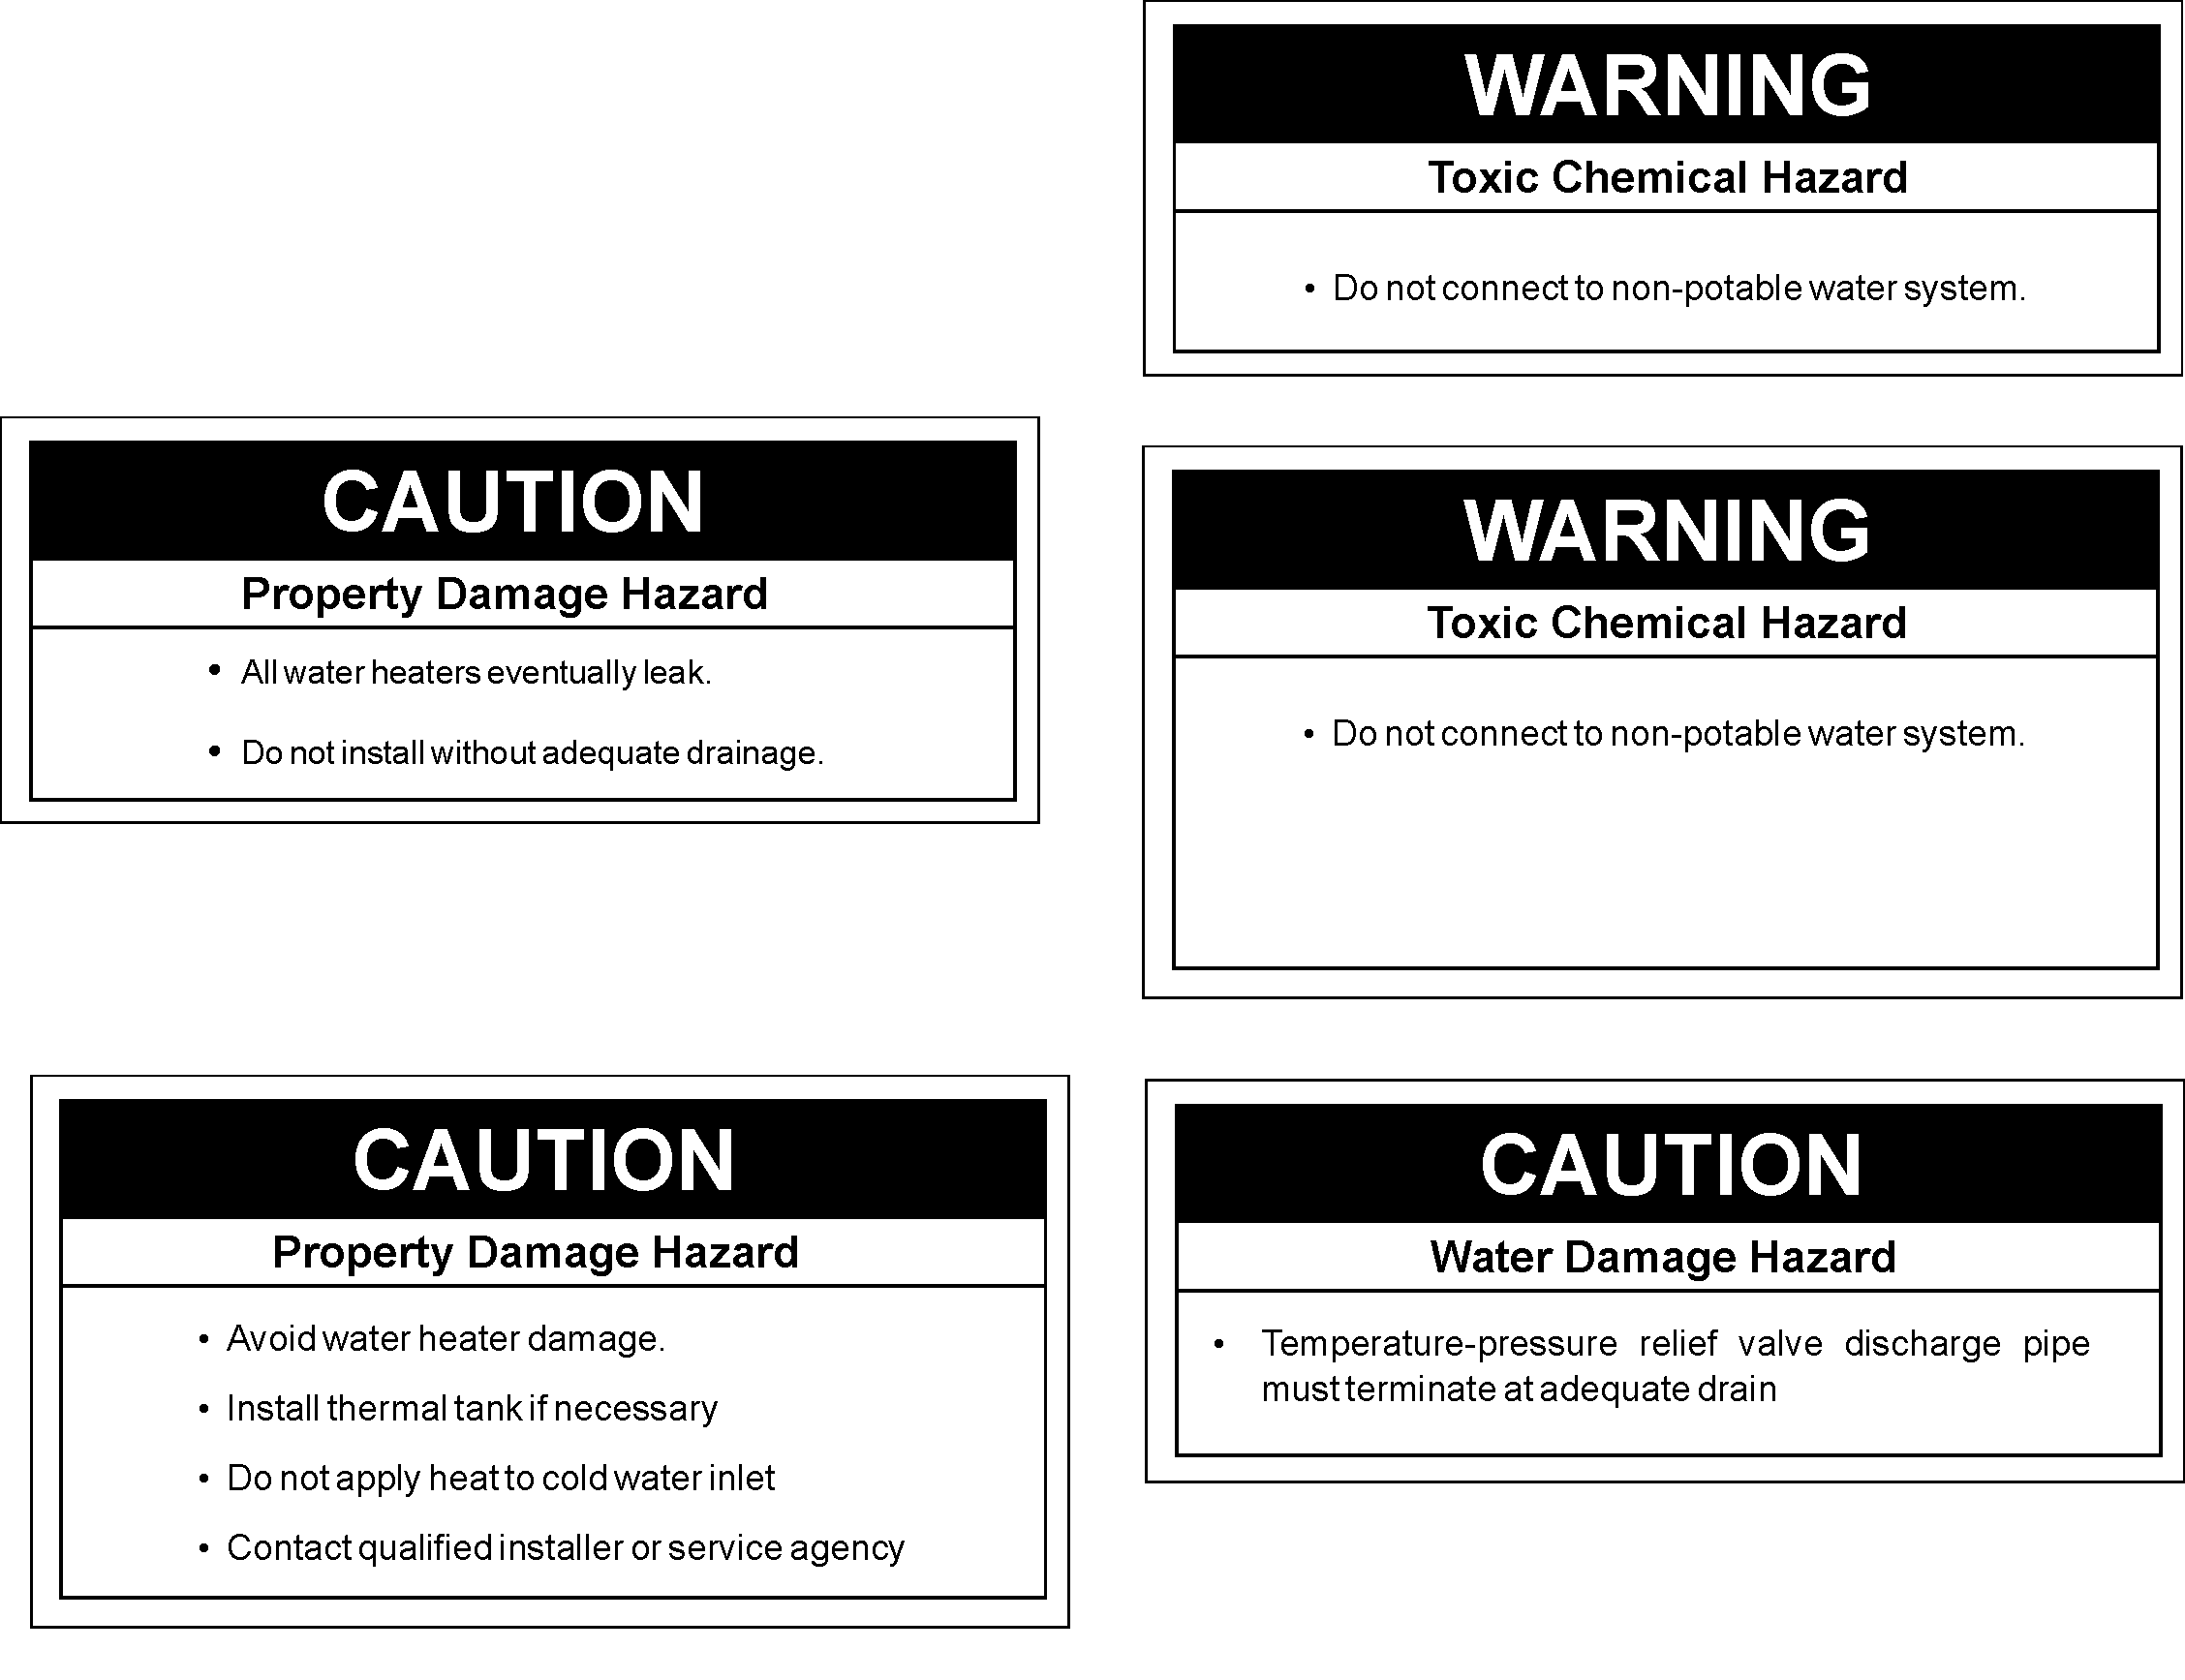 WARNING
Toxic Chemical Hazard
• Do not connect to non-potable water system.
CAUTION
Property Damage Hazard
• All water heaters eventually leak.
• Do not install without adequate drainage.
WARNING
Toxic Chemical Hazard
• Do not connect to non-potable water system.
CAUTION
Property Damage Hazard
• Avoid water heater damage.
• Install thermal tank if necessary
• Do not apply heat to cold water inlet
• Contact qualified installer or service agency
CAUTION
Water Damage Hazard
• Temperature-pressure relief valve discharge pipe
must terminate at adequate drain